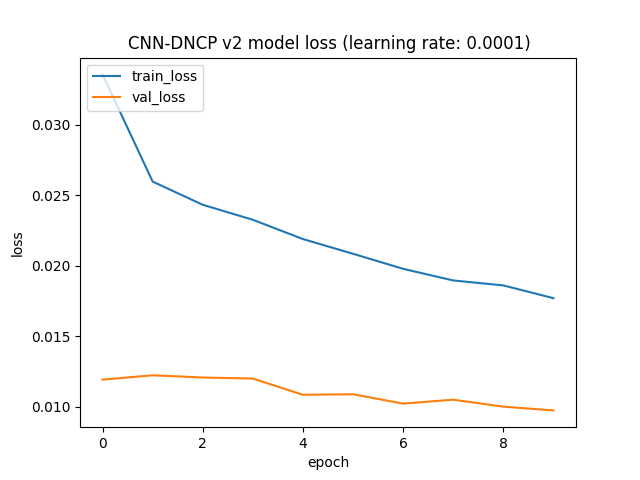 CNN-DNCP v2 model loss (learning rate: 0.0001)
train_loss
val_loss
0.030
0.025
0.020
0.015
0.010
loss
0 2 4 6 8
epoch